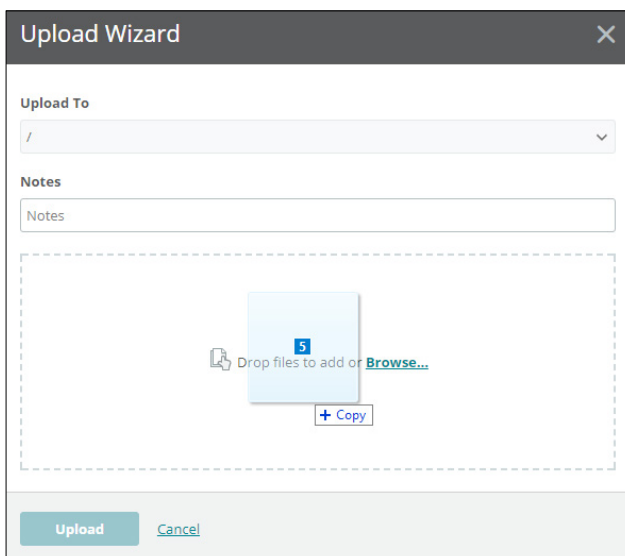 Upload Wizard
Upload To
/
Notes
Notes
5
Drop files to add or Browse...
+ Copy
Upload Cancel